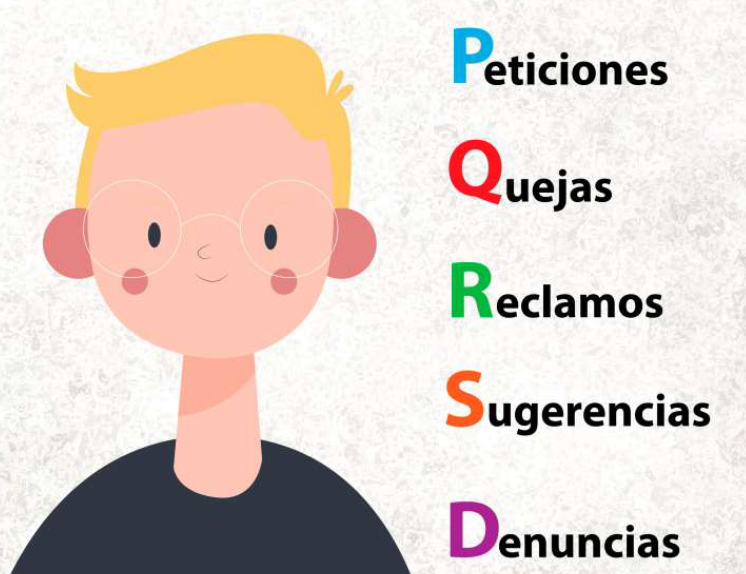 Peticiones
Quejas
Reclamos
Sugerencias
Denuncias